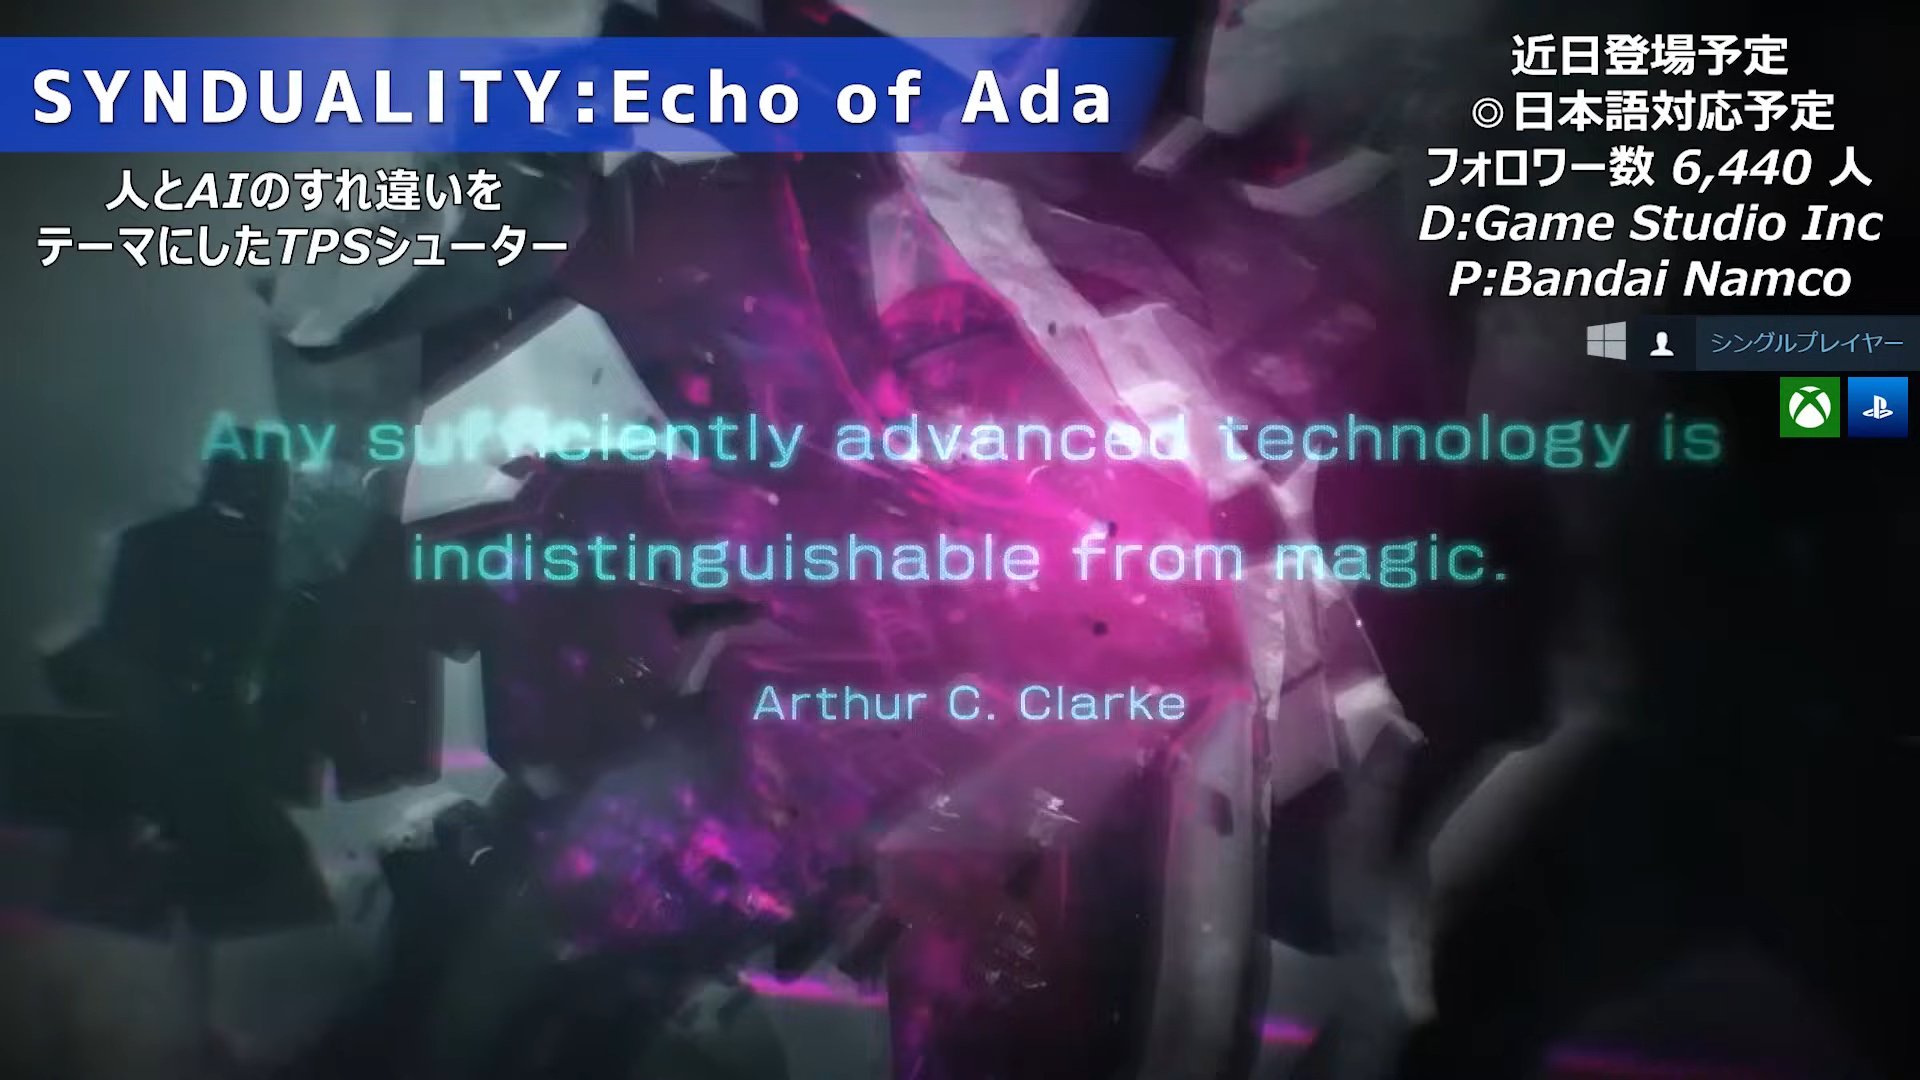 SYNDUALITY:Echo of Ada
人とAIのすれ違いを
テーマにしたTPSシューター
近日登場予定
◎日本語対応予定
フォロワー数 6,440 人
D:Game Studio Inc
P:Bandai Namco
シングルプレイヤー
Any sufficiently advanced technology is
indistinguishable from magic.
Arthur C. Clarke